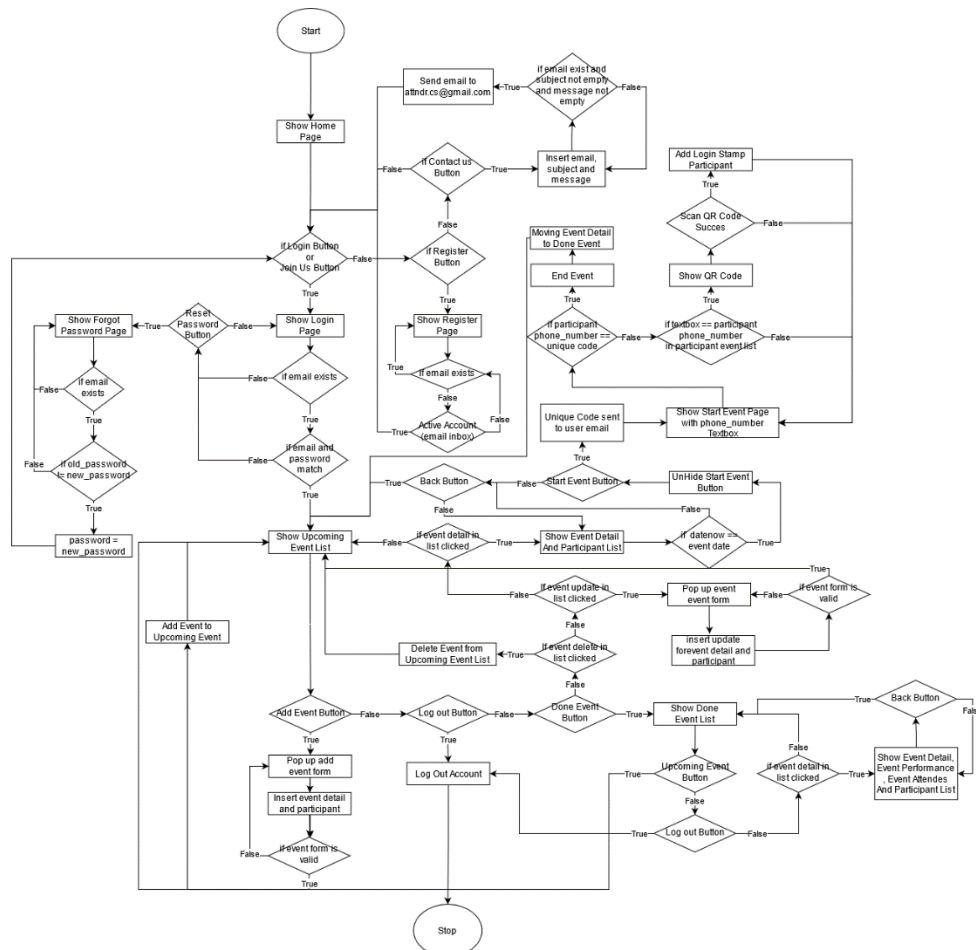 Start
Show Home
Page
Send email to
attndr.cs@gmail.com
True
if email exist and
subject not empty
and message not
empty
False
False
if Contact us
Button
True
Insert email,
subject and
message
Add Login Stamp
Participant
True
Scan QR Code
Succes
False
if Login Button
or
Join Us Button
False
False
if Register
Button
Moving Event Detail
to Done Event
End Event
Show QR Code
True
True
True
True
Show Forgot
Password Page
True
Reset
Password
Button
False
Show Login
Page
Show Register
Page
if participant
phone_number ==
unique code
False
if textbox == participant
phone_number
in participant event list
False
if email
exists
False
if email exists
True
if email exists
False
True
True
Unique Code sent
to user email
Show Start Event Page
with phone_number
Textbox
True
Active Account
(email inbox)
False
False
if old_password
!= new_password
False
if email and
password
match
True
True
True
True
Back Button
False
Start Event Button
UnHide Start Event
Button
False
False
password =
new_password
Show Upcoming
Event List
False
if event detail in
list clicked
True
Show Event Detail
And Participant List
if datenow ==
event date
True
True
False
If event update in
list clicked
True
Pop up event
event form
False
if event form is
valid
Add Event to
Upcoming Event
False
insert update
forevent detail and
participant
Delete Event from
Upcoming Event List
True
If event delete in
list clicked
False
True
Back Button
Add Event Button
False
Log out Button
False
Done Event
Button
True
Show Done
Event List
False
True
True
False
Pop up add
event form
Log Out Account
True
Upcoming Event
Button
if event detail in
list clicked
True
Show Event Detail,
Event Performance
, Event Attendes
And Participant List
Insert event detail
and participant
False
True
Log out Button
False
False
if event form is
valid
True
Stop